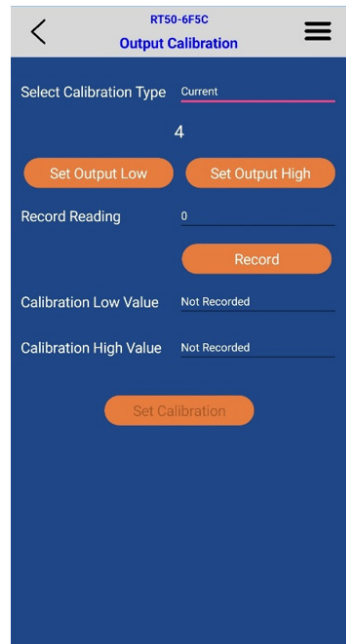 RT50-6F5C
Output Calibration
Select Calibration Type Current
4
Set Output Low Set Output High
Record Reading 0
Record
Calibration Low Value Not Recorded
Calibration High Value Not Recorded
Set Calibration